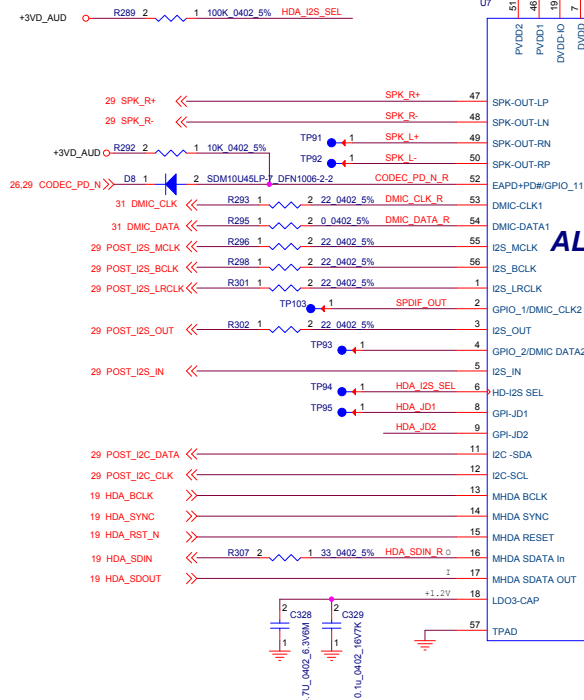 U7
51 46 19 7
PVDD2 PVDD1 DVDD-IO DVDD
+3VD_AUD R289 2 1 100K_0402_5% HDA_I2S_SEL
29 SPK_R+ SPK_R+ 47 SPK-OUT-LP
29 SPK_R- SPK_R- 48 SPK-OUT-LN
TP91 1 SPK_L+ 49 SPK-OUT-RN
+3VD_AUD R292 2 1 10K_0402_5% TP92 1 SPK_L- 50 SPK-OUT-RP
26,29 CODEC_PD_N D8 1 2 SDM10U45LP-7_DFN1006-2-2 CODEC_PD_N_R 52 EAPD+PD#/GPIO_11
31 DMIC_CLK R293 1 2 22_0402_5% DMIC_CLK_R 53 DMIC-CLK1
31 DMIC_DATA R295 1 2 0_0402_5% DMIC_DATA_R 54 DMIC-DATA1
AL
29 POST_I2S_MCLK R296 1 2 22_0402_5% 55 I2S_MCLK
29 POST_I2S_BCLK R298 1 2 22_0402_5% 56 I2S_BCLK
29 POST_I2S_LRCLK R301 1 2 22_0402_5% 1 I2S_LRCLK
TP103 1 SPDIF_OUT 2 GPIO_1/DMIC_CLK2
29 POST_I2S_OUT R302 1 2 22_0402_5% 3 I2S_OUT
TP93 1 4 GPIO_2/DMIC DATA2
29 POST_I2S_IN 5 I2S_IN
TP94 1 HDA_I2S_SEL 6 HD-I2S SEL
TP95 1 HDA_JD1 8 GPI-JD1
HDA_JD2 9 GPI-JD2
29 POST_I2C_DATA 11 I2C -SDA
29 POST_I2C_CLK 12 I2C-SCL
19 HDA_BCLK 13 MHDA BCLK
19 HDA_SYNC 14 MHDA SYNC
19 HDA_RST_N 15 MHDA RESET
19 HDA_SDIN R307 2 1 33_0402_5% HDA_SDIN_R O 16 MHDA SDATA In
19 HDA_SDOUT I 17 MHDA SDATA OUT
+1.2V 18 LDO3-CAP
2 C328 1 2 C329 1
.7U_0402_6.3V6M 0.1u_0402_16V7K
57 TPAD